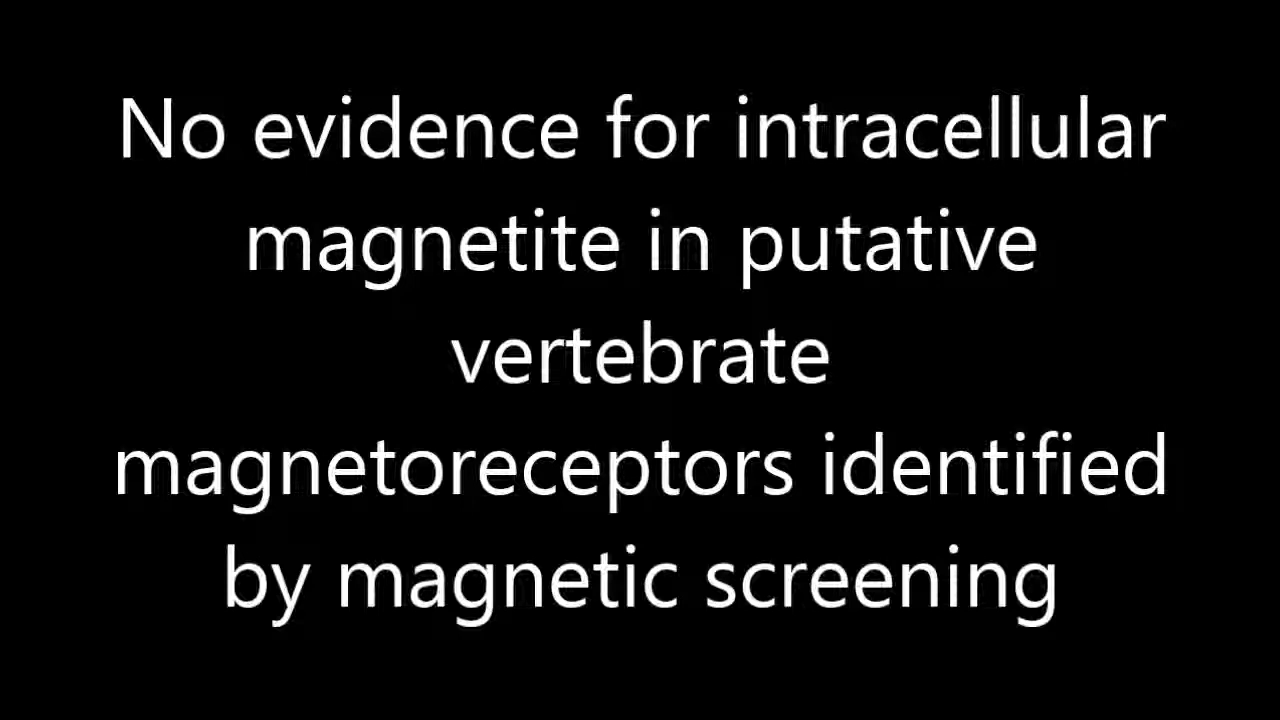 No evidence for intracellular
magnetite in putative
vertebrate
magnetoreceptors identified
by magnetic screening